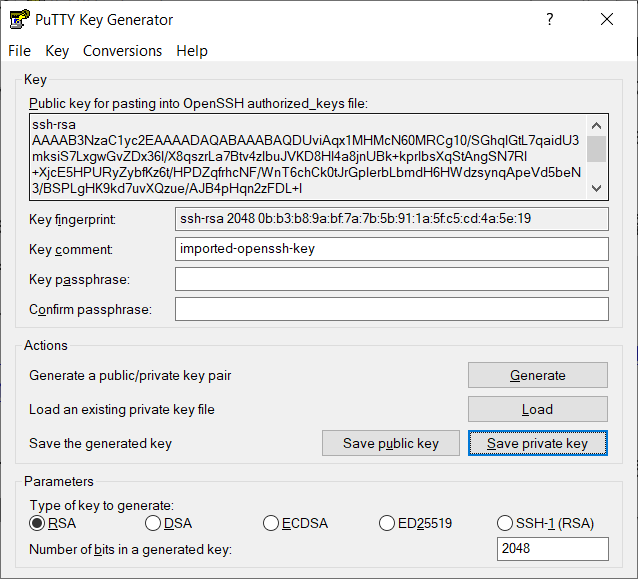 PuTTY Key Generator
?
File Key Conversions Help
Key
Public key for pasting into OpenSSH authorized_keys file:
ssh-rsa
AAAAB3NzaC1yc2EAAAADAQABAAABAQDUviAqx1MHMcN60MRCg10/SGhqlGtL7qaidU3
mksiS7LxgwGvZDx36l/X8qszrLa7Btv4zlbuJVKD8Hl4a8jnUBk+kprlbsXqStAngSN7Rl
+XjcE5HPURyZybfKz6t/HPDZqfrhcNF/WnT6chCk0tJrGplerbLbmdH6HWdzsynqApeVd5beN
3/BSPLgHK9kd7uvXQzue/AJB4pHqn2zFDL+l
Key fingerprint:
ssh-rsa 2048 0b:b3:b8:9a:bf:7a:7b:5b:91:1a:5f:c5:cd:4a:5e:19
Key comment:
imported-openssh-key
Key passphrase:
Confirm passphrase:
Actions
Generate a public/private key pair
Generate
Load an existing private key file
Load
Save the generated key
Save public key
Save private key
Parameters
Type of key to generate:
RSA
DSA
ECDSA
ED25519
SSH-1 (RSA)
Number of bits in a generated key:
2048